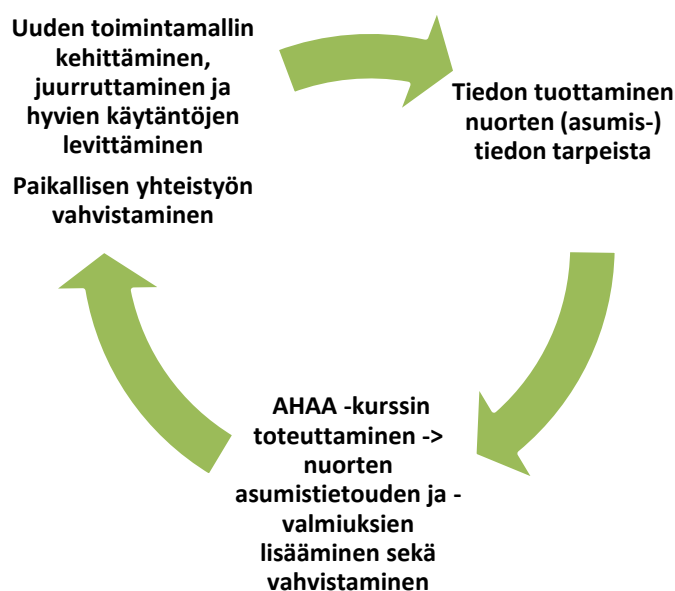 Uuden toimintamallin
kehittäminen,
juurruttaminen ja
hyvien käytäntöjen
levittäminen
Paikallisen yhteistyön
vahvistaminen
Tiedon tuottaminen
nuorten (asumis-)
tiedon tarpeista
AHAA -kurssin
toteuttaminen ->
nuorten
asumistietouden ja -
valmiuksien
lisääminen sekä
vahvistaminen